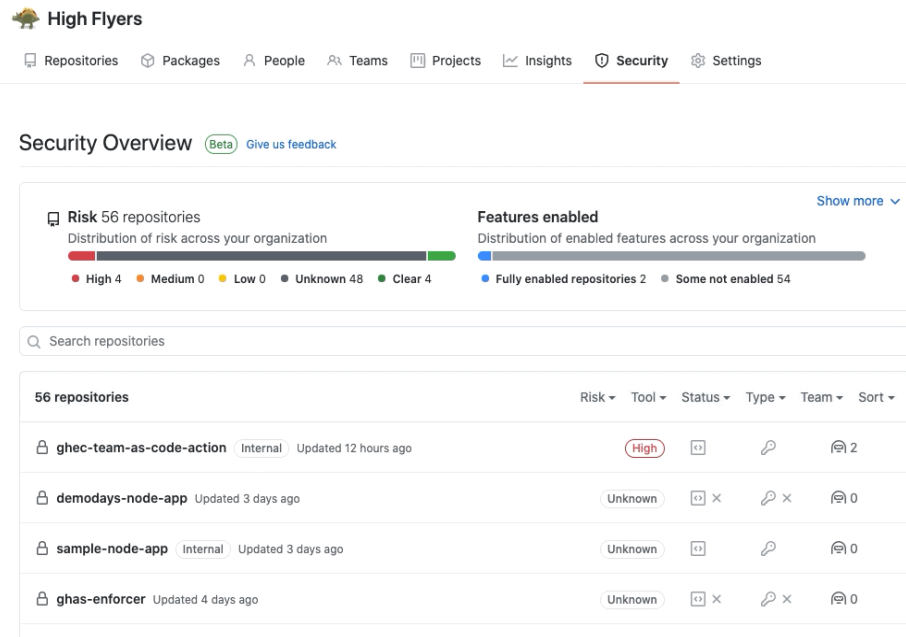 High Flyers
Repositories Packages People Teams Projects Insights Security Settings
Security Overview Beta Give us feedback
Show more
Risk 56 repositories
Distribution of risk across your organization
High 4 Medium 0 Low 0 Unknown 48 Clear 4
Features enabled
Distribution of enabled features across your organization
Fully enabled repositories 2 Some not enabled 54
Search repositories
56 repositories Risk Tool Status Type Team Sort
ghec-team-as-code-action Internal Updated 12 hours ago High 2
demodays-node-app Updated 3 days ago Unknown 0
sample-node-app Internal Updated 3 days ago Unknown 0
ghas-enforcer Updated 4 days ago Unknown 0